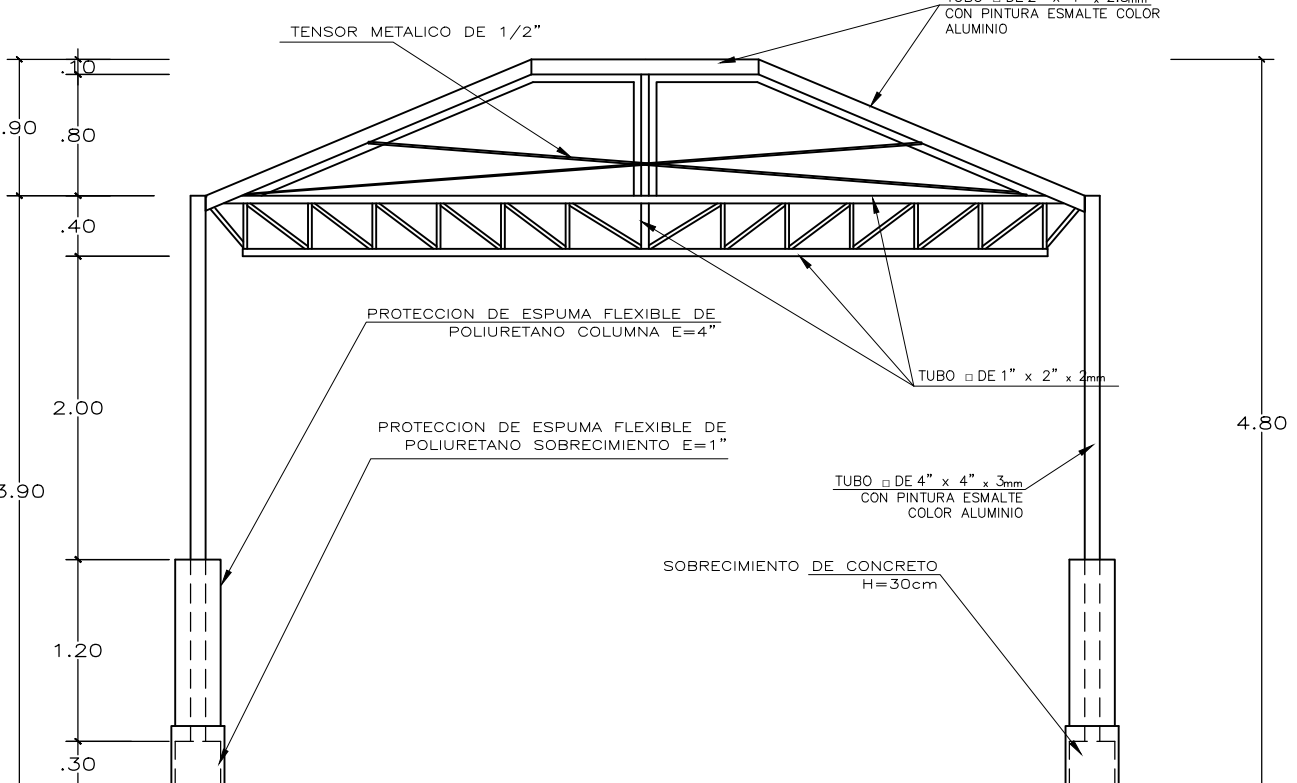 CON PINTURA ESMALTE COLOR
ALUMINIO
TENSOR METALICO DE 1/2”
.10
.90
.80
.40
PROTECCION DE ESPUMA FLEXIBLE DE
POLIURETANO COLUMNA E=4”
TUBO □ DE 1” x 2” x 2mm
2.00
PROTECCION DE ESPUMA FLEXIBLE DE
POLIURETANO SOBRECIMIENTO E=1”
4.80
3.90
TUBO □ DE 4” x 4” x 3mm
CON PINTURA ESMALTE
COLOR ALUMINIO
SOBRECIMIENTO DE CONCRETO
H=30cm
1.20
.30